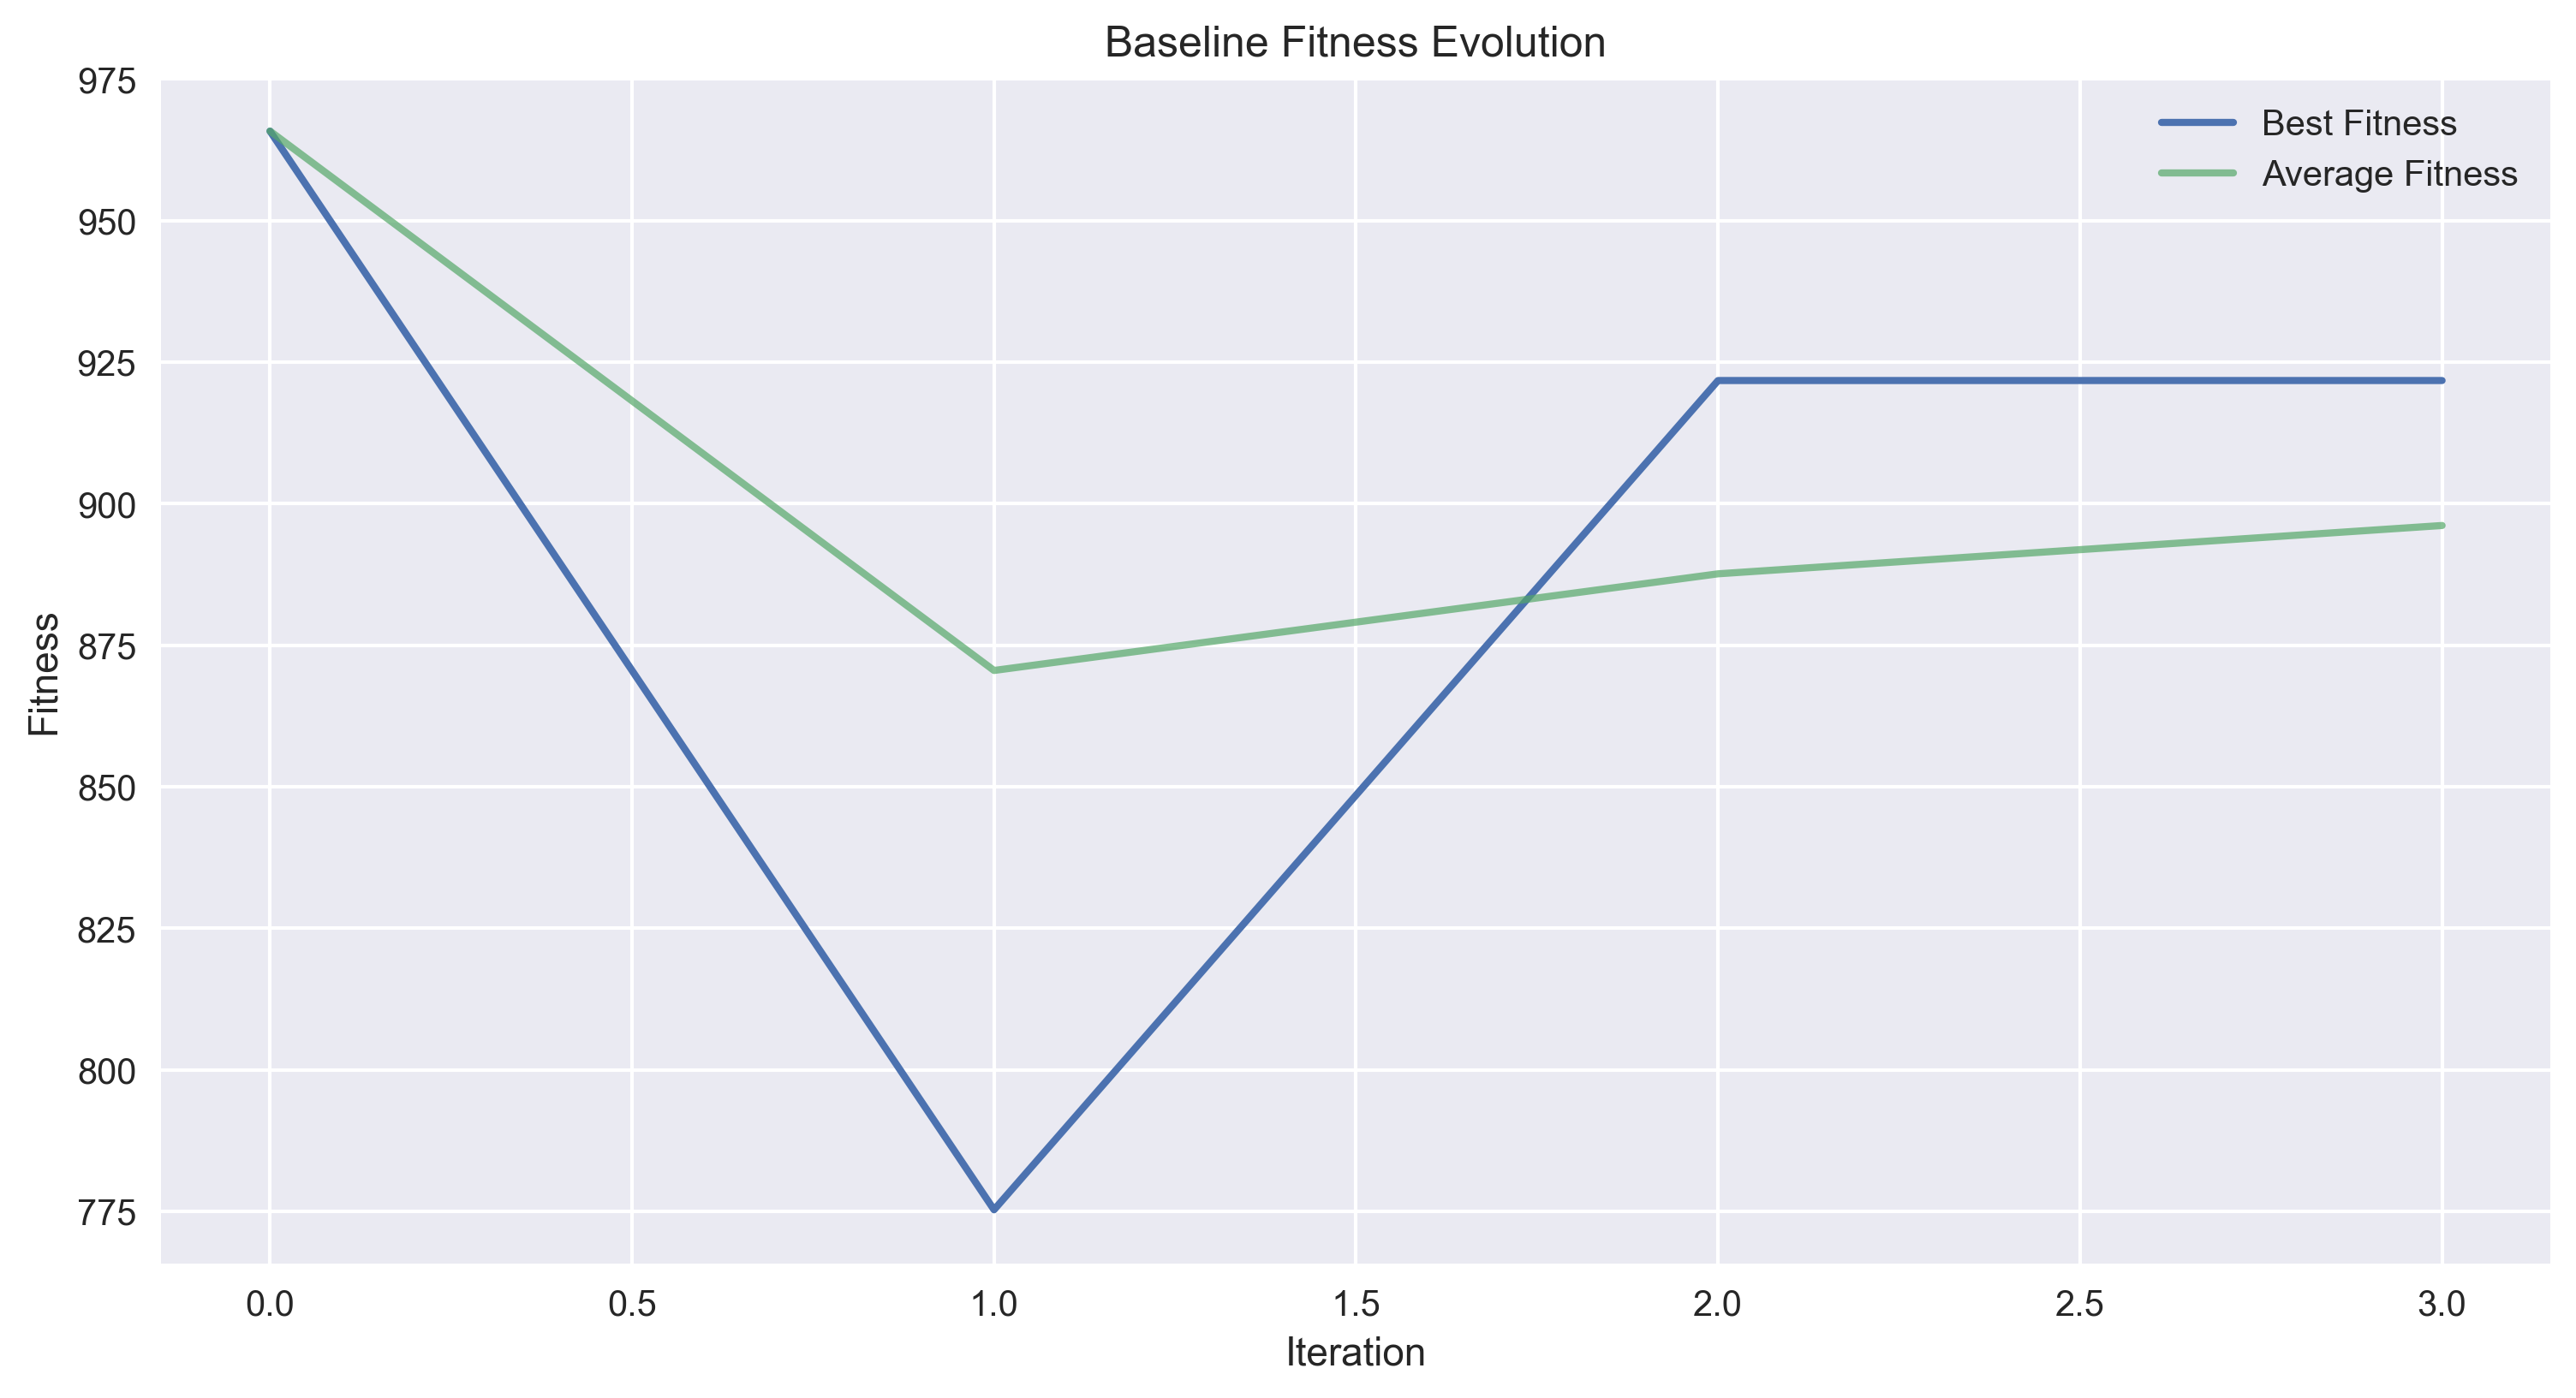 Baseline Fitness Evolution
Best Fitness
Average Fitness
975
950
925
900
875
850
825
800
775
Fitness
0.0 0.5 1.0 1.5 2.0 2.5 3.0
Iteration